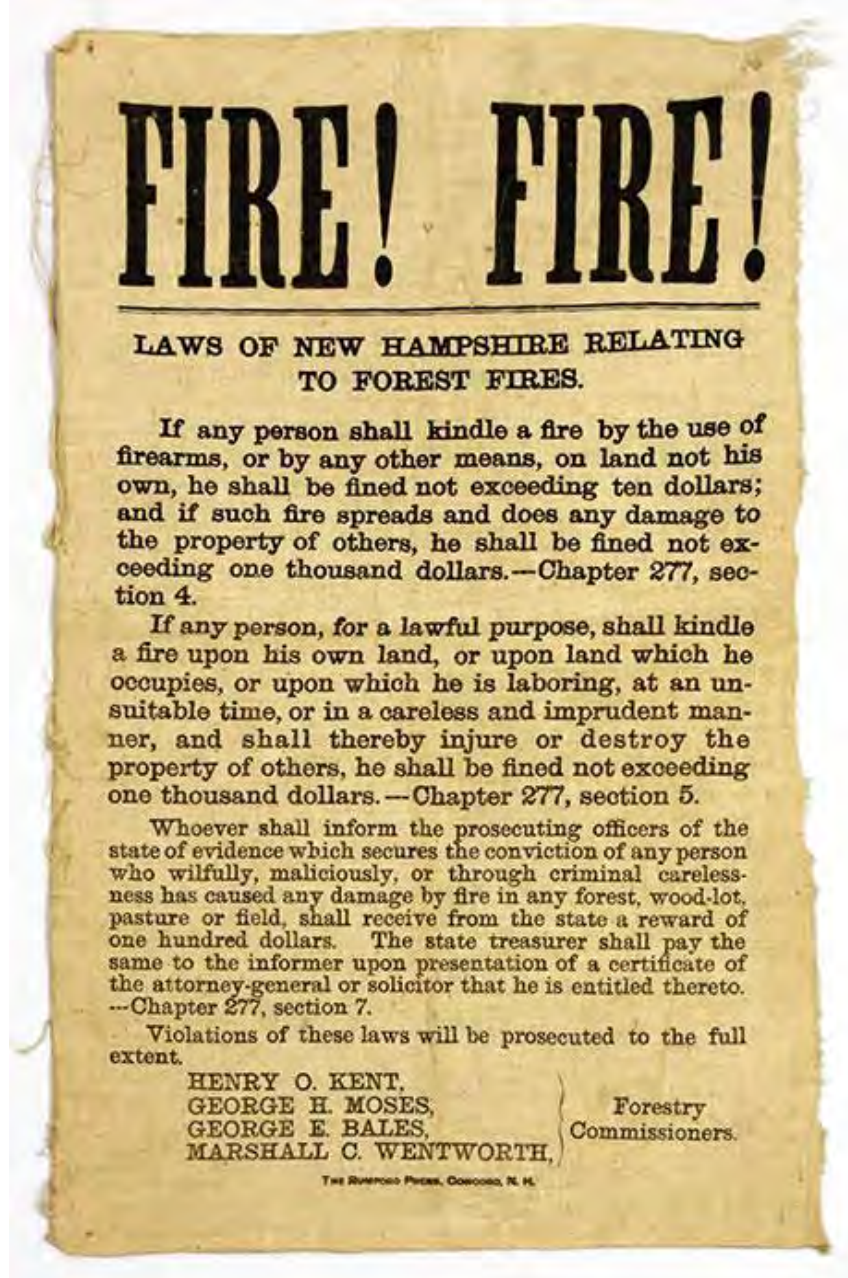 FIRE! FIRE!
LAWS OF NEW HAMPSHIRE RELATING
TO FOREST FIRES.
If any person shall kindle a fire by the use of
firearms, or by any other means, on land not his
own, he shall be fined not exceeding ten dollars;
and if such fire spreads and does any damage to
the property of others, he shall be fined not ex-
ceeding one thousand dollars.—Chapter 277, sec-
tion 4.
If any person, for a lawful purpose, shall kindle
a fire upon his own land, or upon land which he
occupies, or upon which he is laboring, at an un-
suitable time, or in a careless and imprudent man-
ner, and shall thereby injure or destroy the
property of others, he shall be fined not exceeding
one thousand dollars.—Chapter 277, section 5.
Whoever shall inform the prosecuting officers of the
state of evidence which secures the conviction of any person
who wilfully, maliciously, or through criminal careless-
ness has caused any damage by fire in any forest, wood-lot,
pasture or field, shall receive from the state a reward of
one hundred dollars. The state treasurer shall pay the
same to the informer upon presentation of a certificate of
the attorney-general or solicitor that he is entitled thereto.
—Chapter 277, section 7.
Violations of these laws will be prosecuted to the full
extent.
HENRY O. KENT,
GEORGE H. MOSES,
GEORGE E. BALES,
MARSHALL C. WENTWORTH,
Forestry
Commissioners.
THE RUMFORD PRESS, CONCORD, N. H.